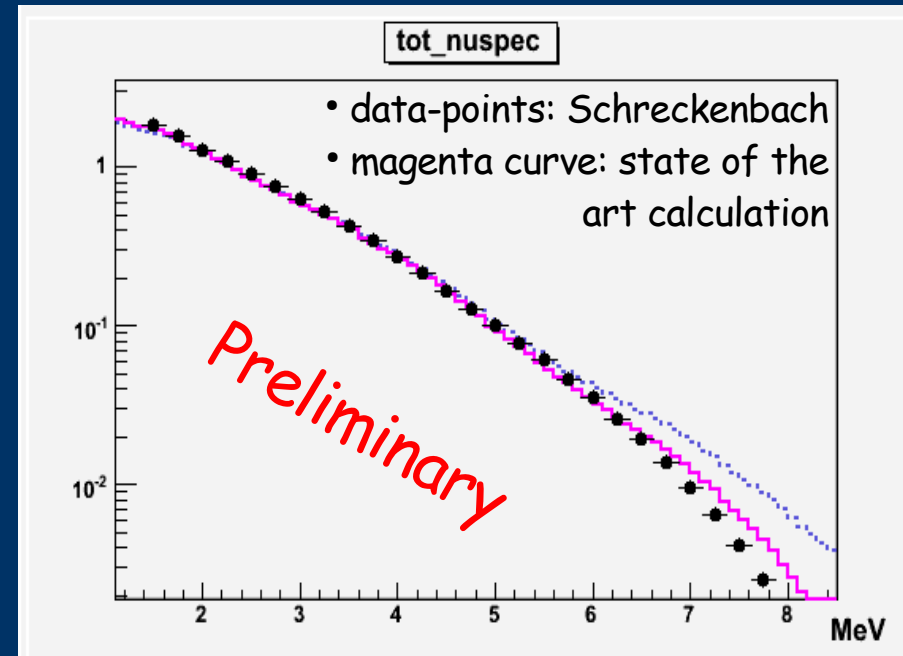 tot_nuspec
• data-points: Schreckenbach
• magenta curve: state of the
art calculation
1
10⁻¹
10⁻²
Preliminary
2 3 4 5 6 7 8
MeV